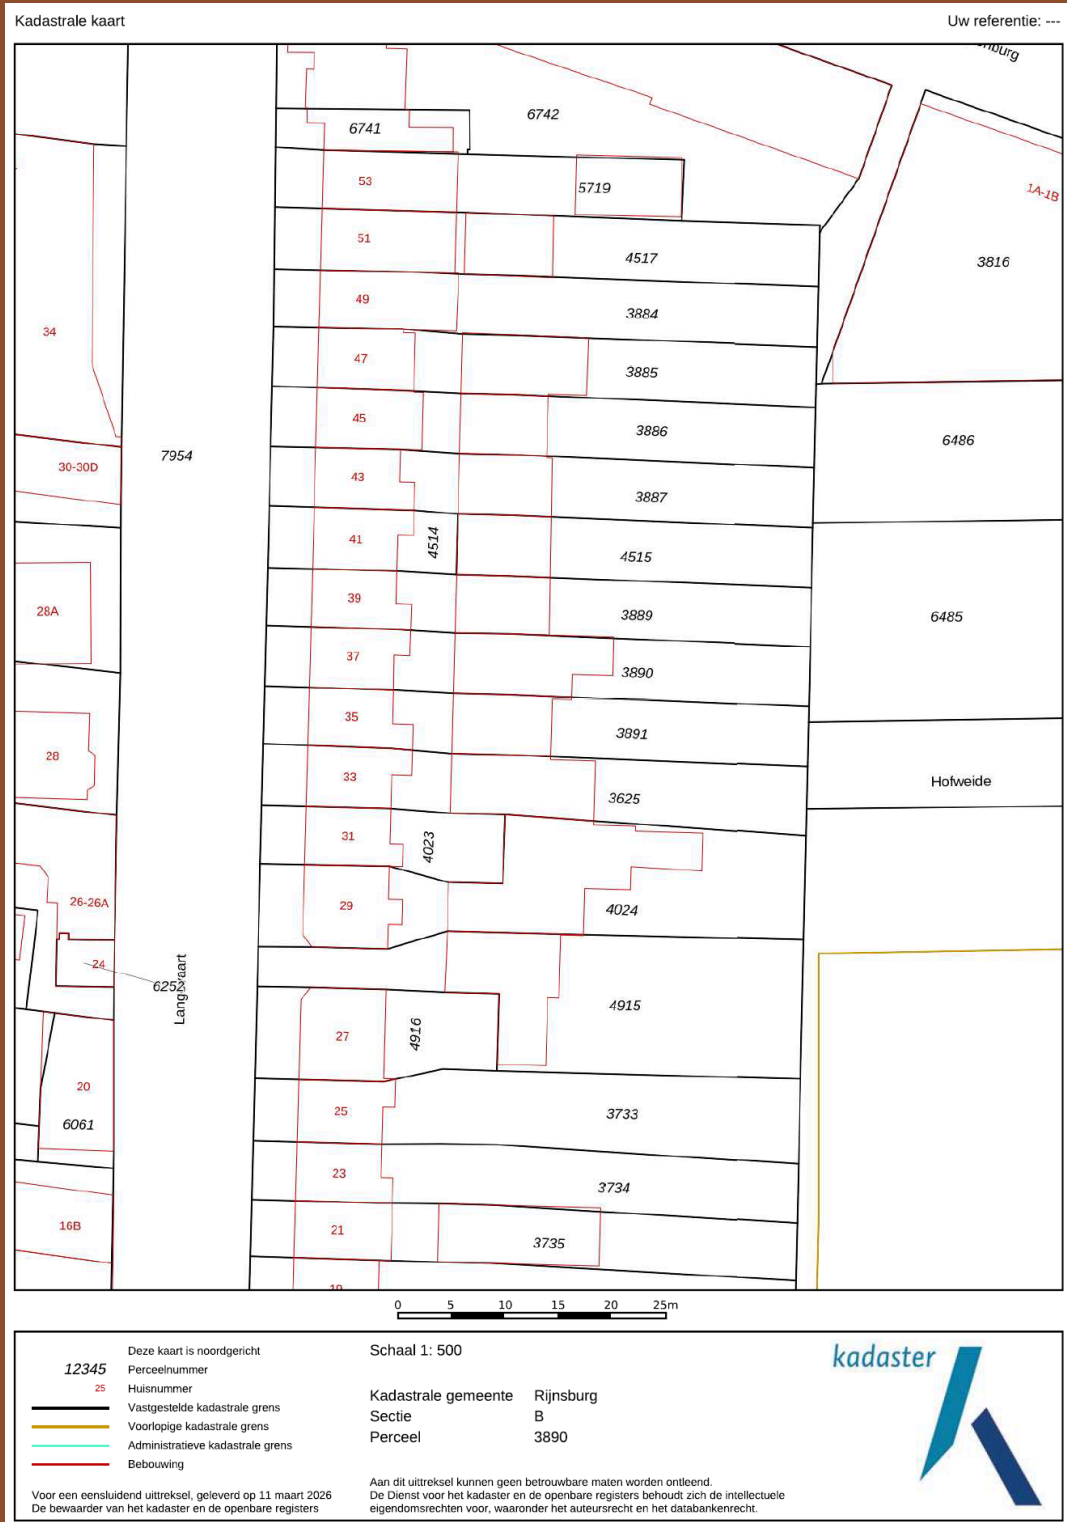 Kadastrale kaart
Uw referentie: ---
nburg
6742
6741
53
5719
1A-1B
51
4517
3816
49
3884
34
47
3885
45
3886
6486
7954
30-30D
43
3887
41
4514
4515
28A
39
3889
6485
37
3890
35
3891
28
33
3625
Hofweide
31
4023
26-26A
29
4024
24
6252
Langevaart
4915
27
4916
20
25
3733
6061
23
3734
16B
21
3735
19
0 5 10 15 20 25m
Deze kaart is noordgericht
12345 Perceelnummer
25 Huisnummer
Vastgestelde kadastrale grens
Voorlopige kadastrale grens
Administratieve kadastrale grens
Bebouwing
Voor een eensluidend uittreksel, geleverd op 11 maart 2026
De bewaarder van het kadaster en de openbare registers
Schaal 1: 500
Kadastrale gemeente Rijnsburg
Sectie B
Perceel 3890
Aan dit uittreksel kunnen geen betrouwbare maten worden ontleend.
De Dienst voor het kadaster en de openbare registers behoudt zich de intellectuele
eigendomsrechten voor, waaronder het auteursrecht en het databankenrecht.
kadaster